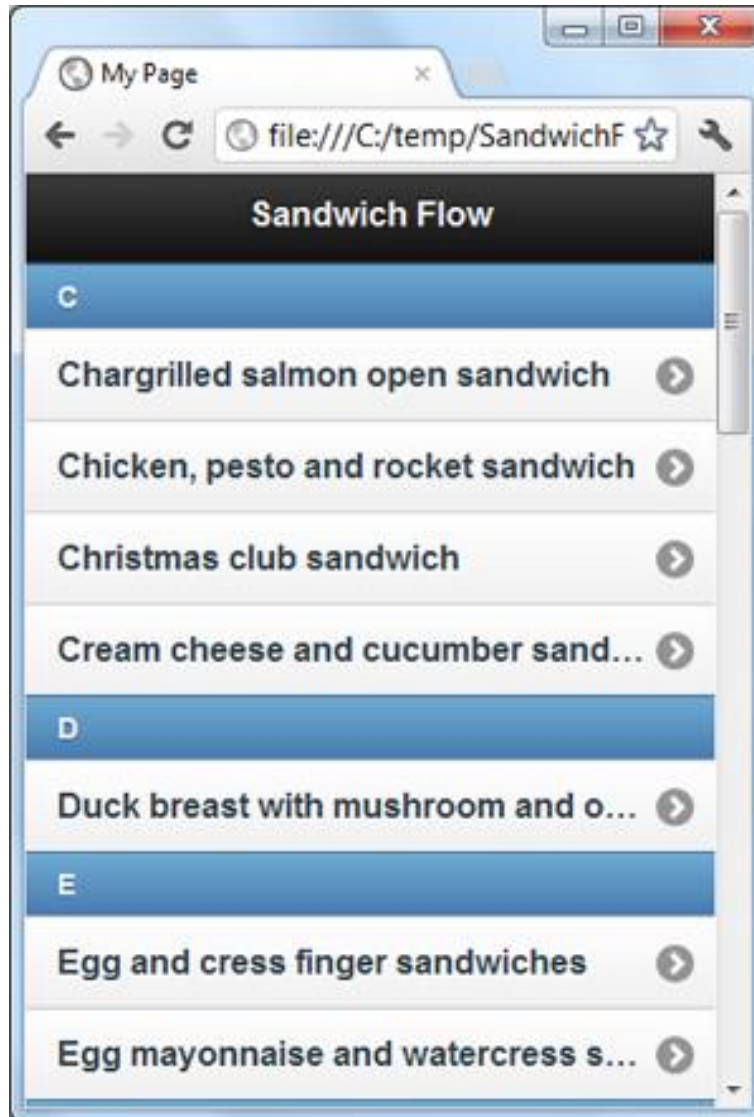 My Page
file:///C:/temp/SandwichF
Sandwich Flow
C
Chargrilled salmon open sandwich
Chicken, pesto and rocket sandwich
Christmas club sandwich
Cream cheese and cucumber sand...
D
Duck breast with mushroom and o...
E
Egg and cress finger sandwiches
Egg mayonnaise and watercress s...